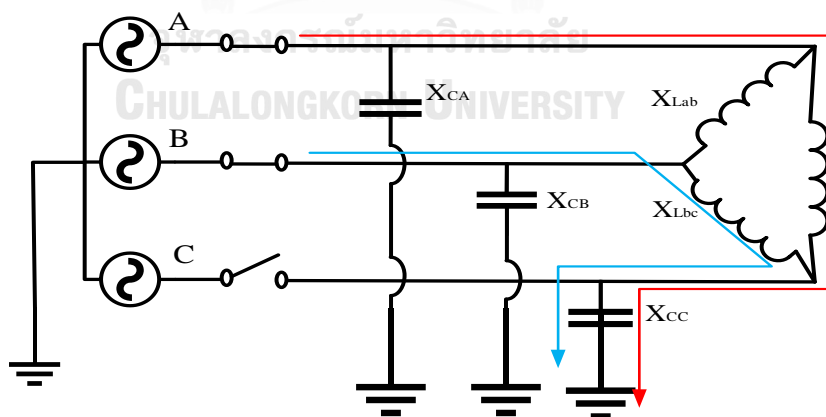 A
จุฬาลงกรณ์มหาวิทยาลัย
CHULALONGKORN UNIVERSITY
XCA
XLab
B
XCB
XLbc
C
XCC